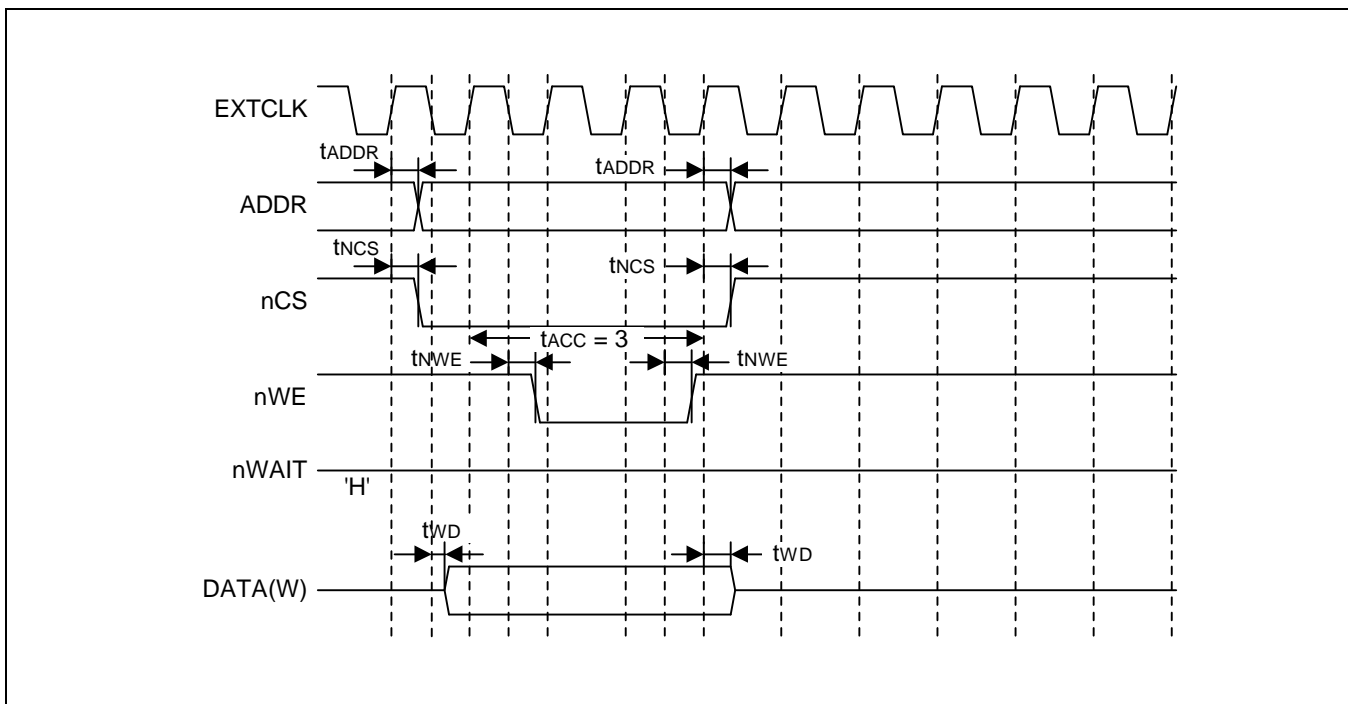 EXTCLK
tADDR
tADDR
ADDR
tNCS
tNCS
nCS
tACC = 3
tNWE
tNWE
nWE
nWAIT
'H'
tWD
tWD
DATA(W)